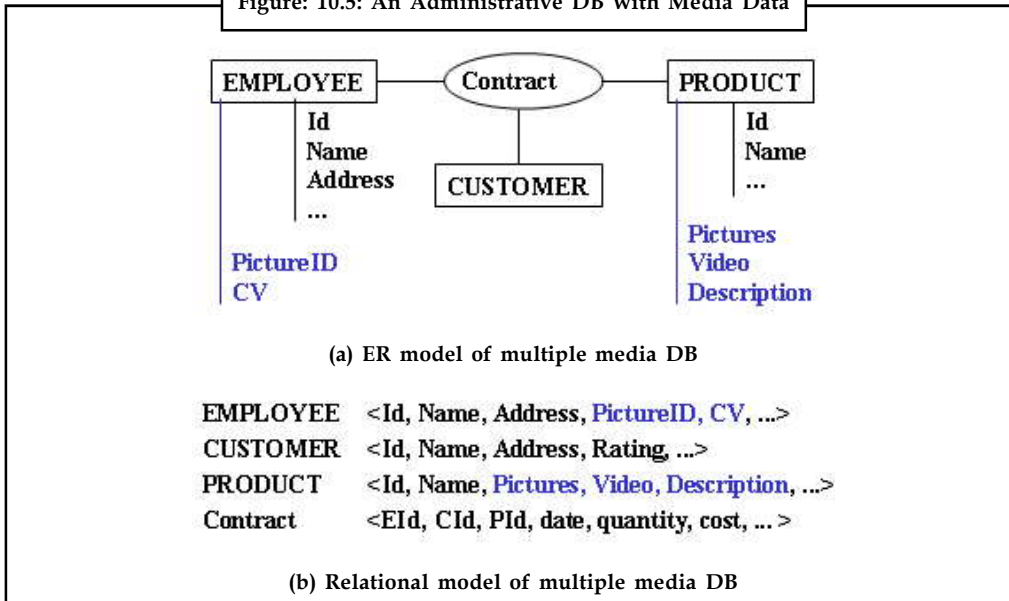 Figure: 10.5: An Administrative DB with Media Data
EMPLOYEE Contract PRODUCT
Id
Name
Address
...
CUSTOMER
Id
Name
...
PictureID
CV
Pictures
Video
Description
(a) ER model of multiple media DB
EMPLOYEE <Id, Name, Address, PictureID, CV, ...>
CUSTOMER <Id, Name, Address, Rating, ...>
PRODUCT <Id, Name, Pictures, Video, Description, ...>
Contract <EId, CId, PId, date, quantity, cost, ... >
(b) Relational model of multiple media DB